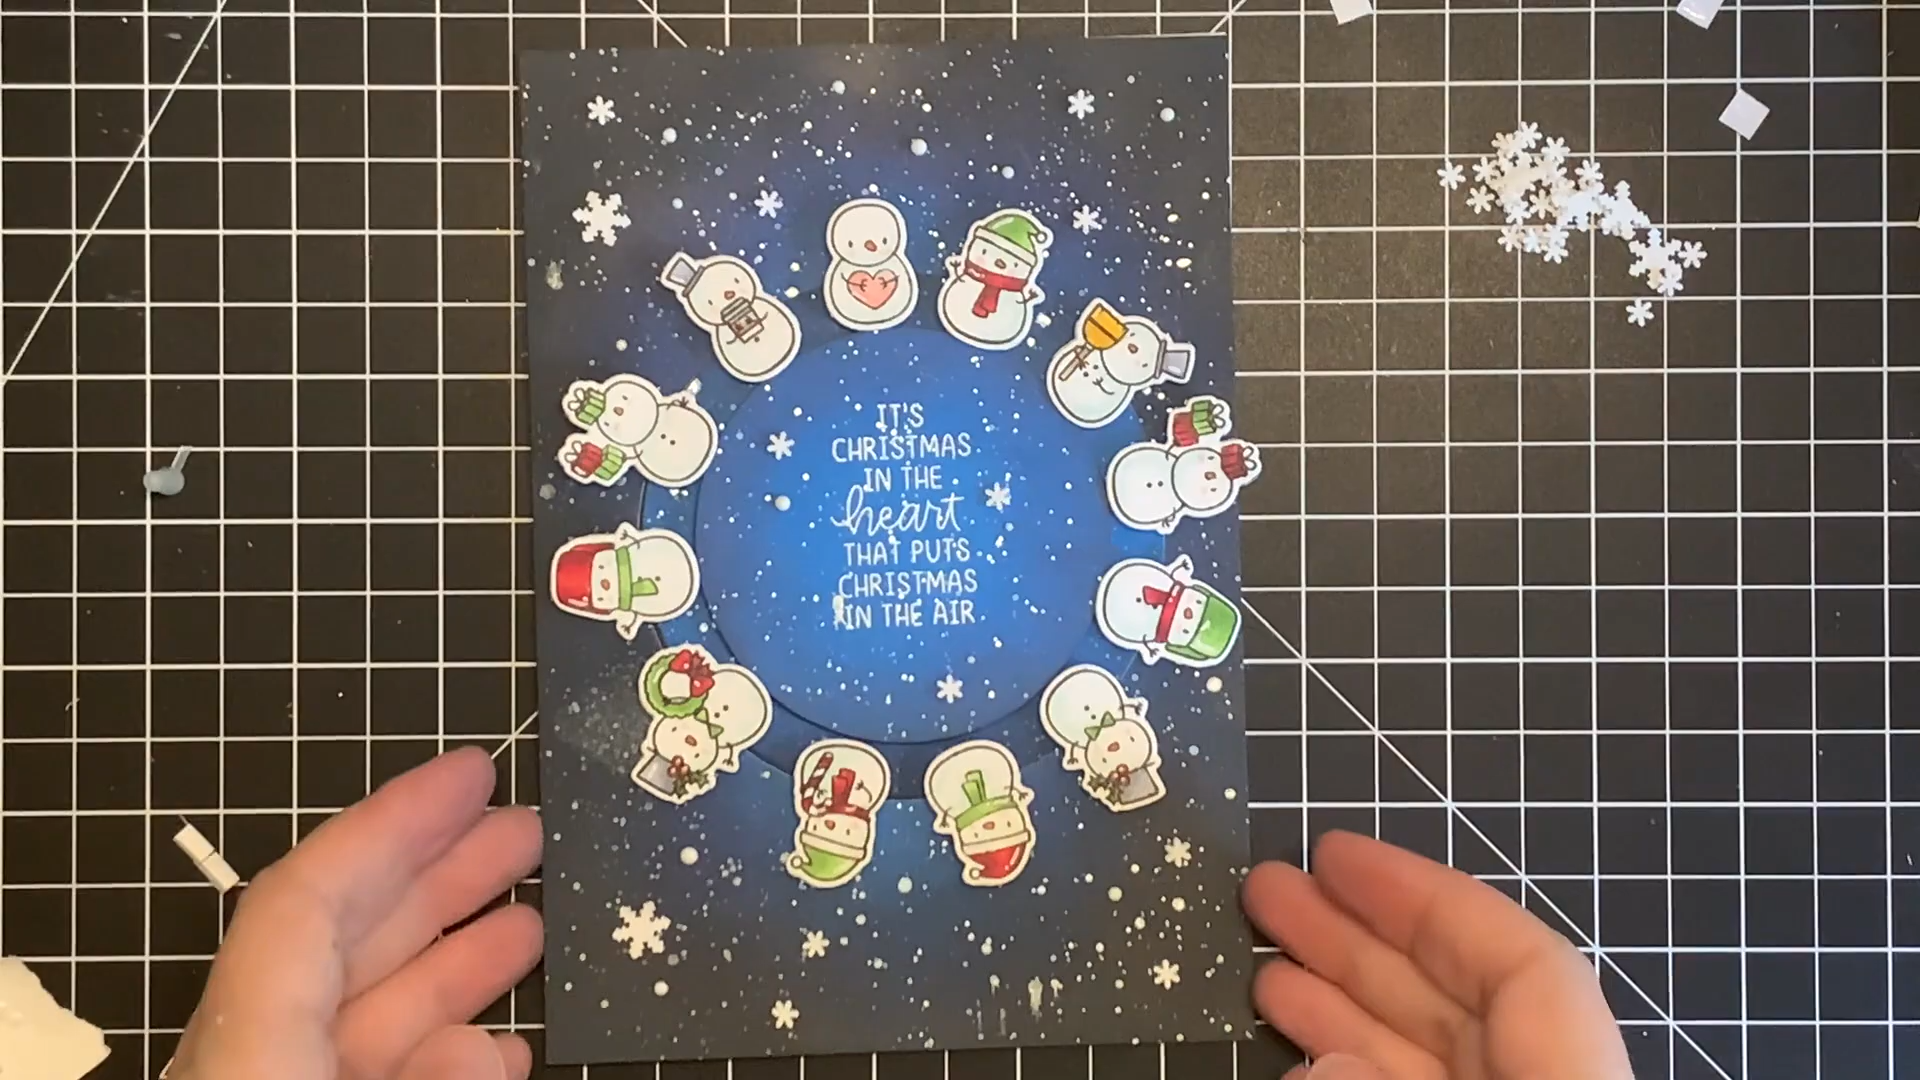 IT'S
CHRISTMAS
IN THE
heart
THAT PUTS
CHRISTMAS
IN THE AIR